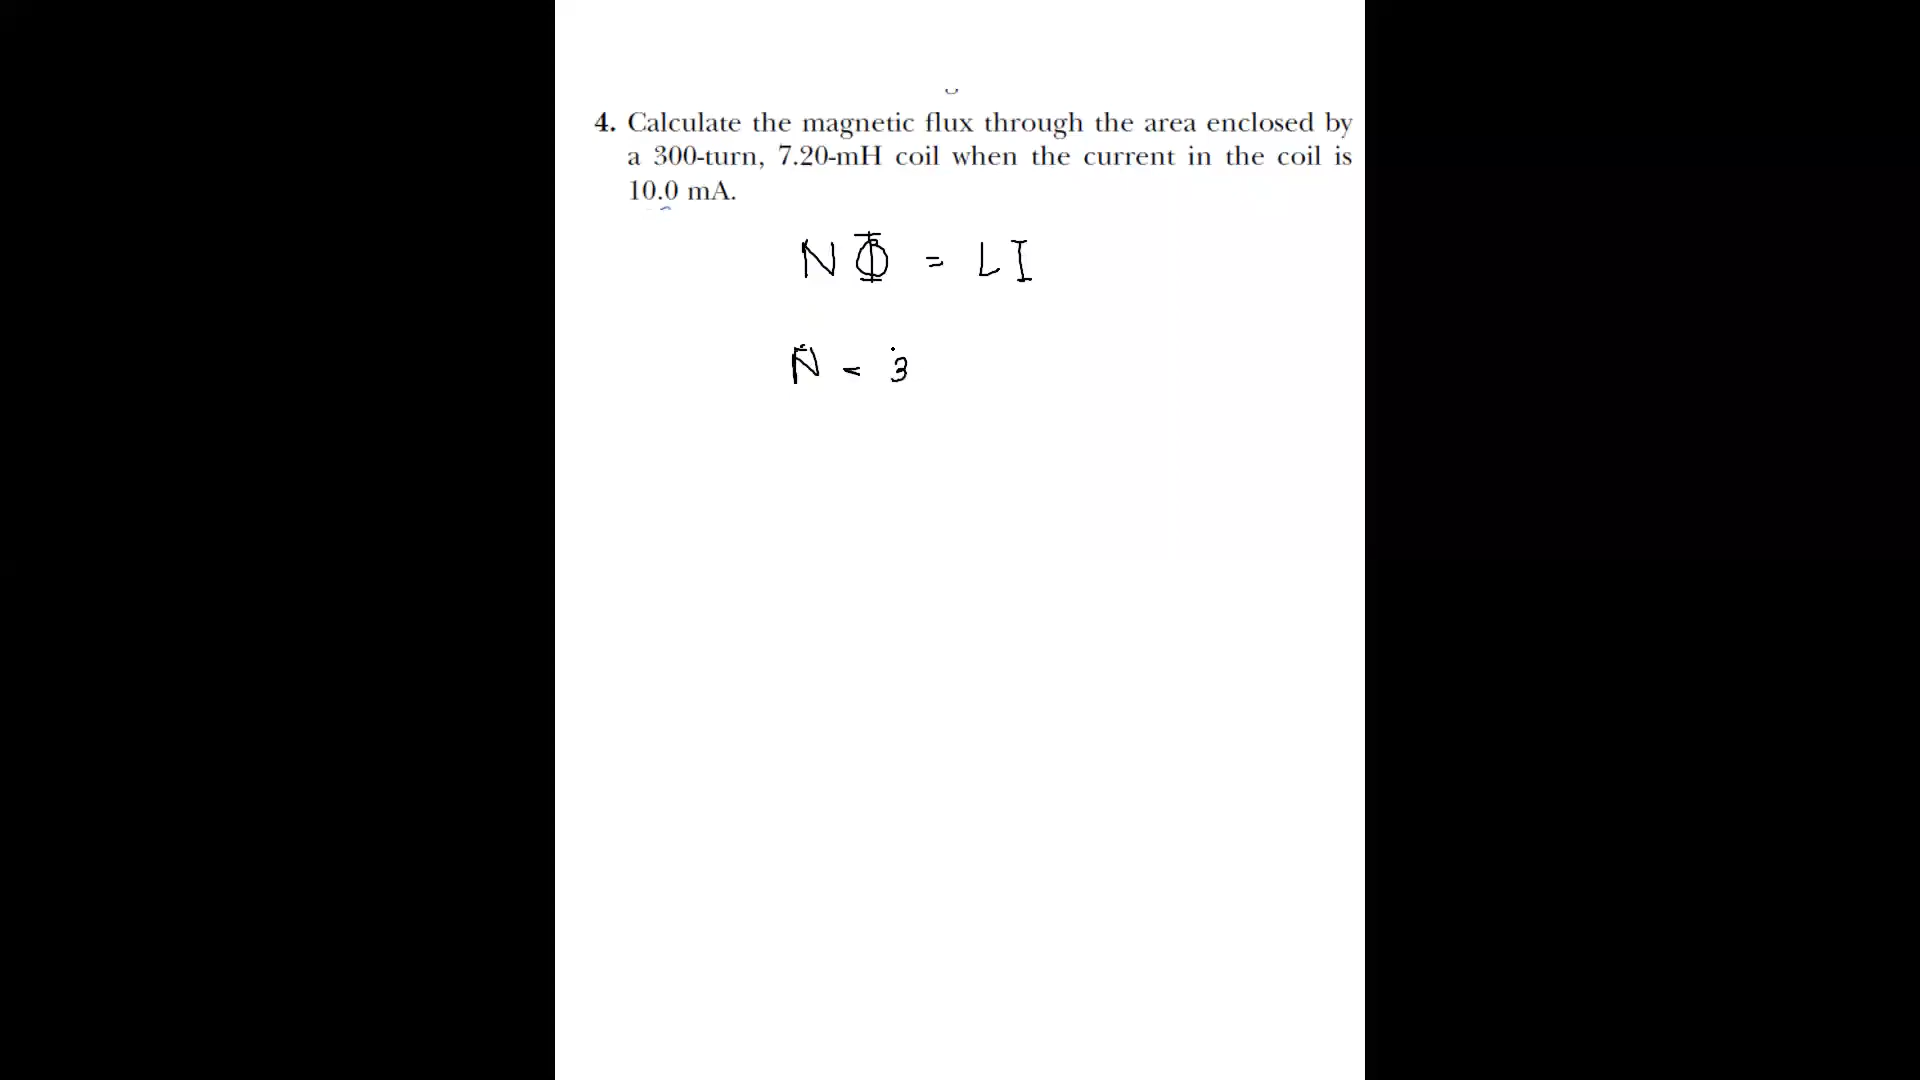 4. Calculate the magnetic flux through the area enclosed by
a 300-turn, 7.20-mH coil when the current in the coil is
10.0 mA.
NΦ = LI
N = 3